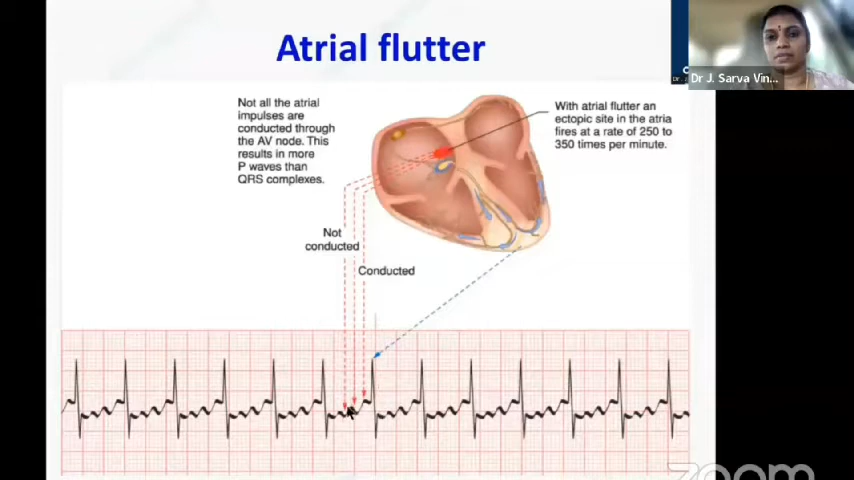 Atrial flutter
Dr J. Sarva Vin...
Not all the atrial
impulses are
conducted through
the AV node. This
results in more
P waves than
QRS complexes.
With atrial flutter an
ectopic site in the atria
fires at a rate of 250 to
350 times per minute.
Not
conducted
Conducted
zoom